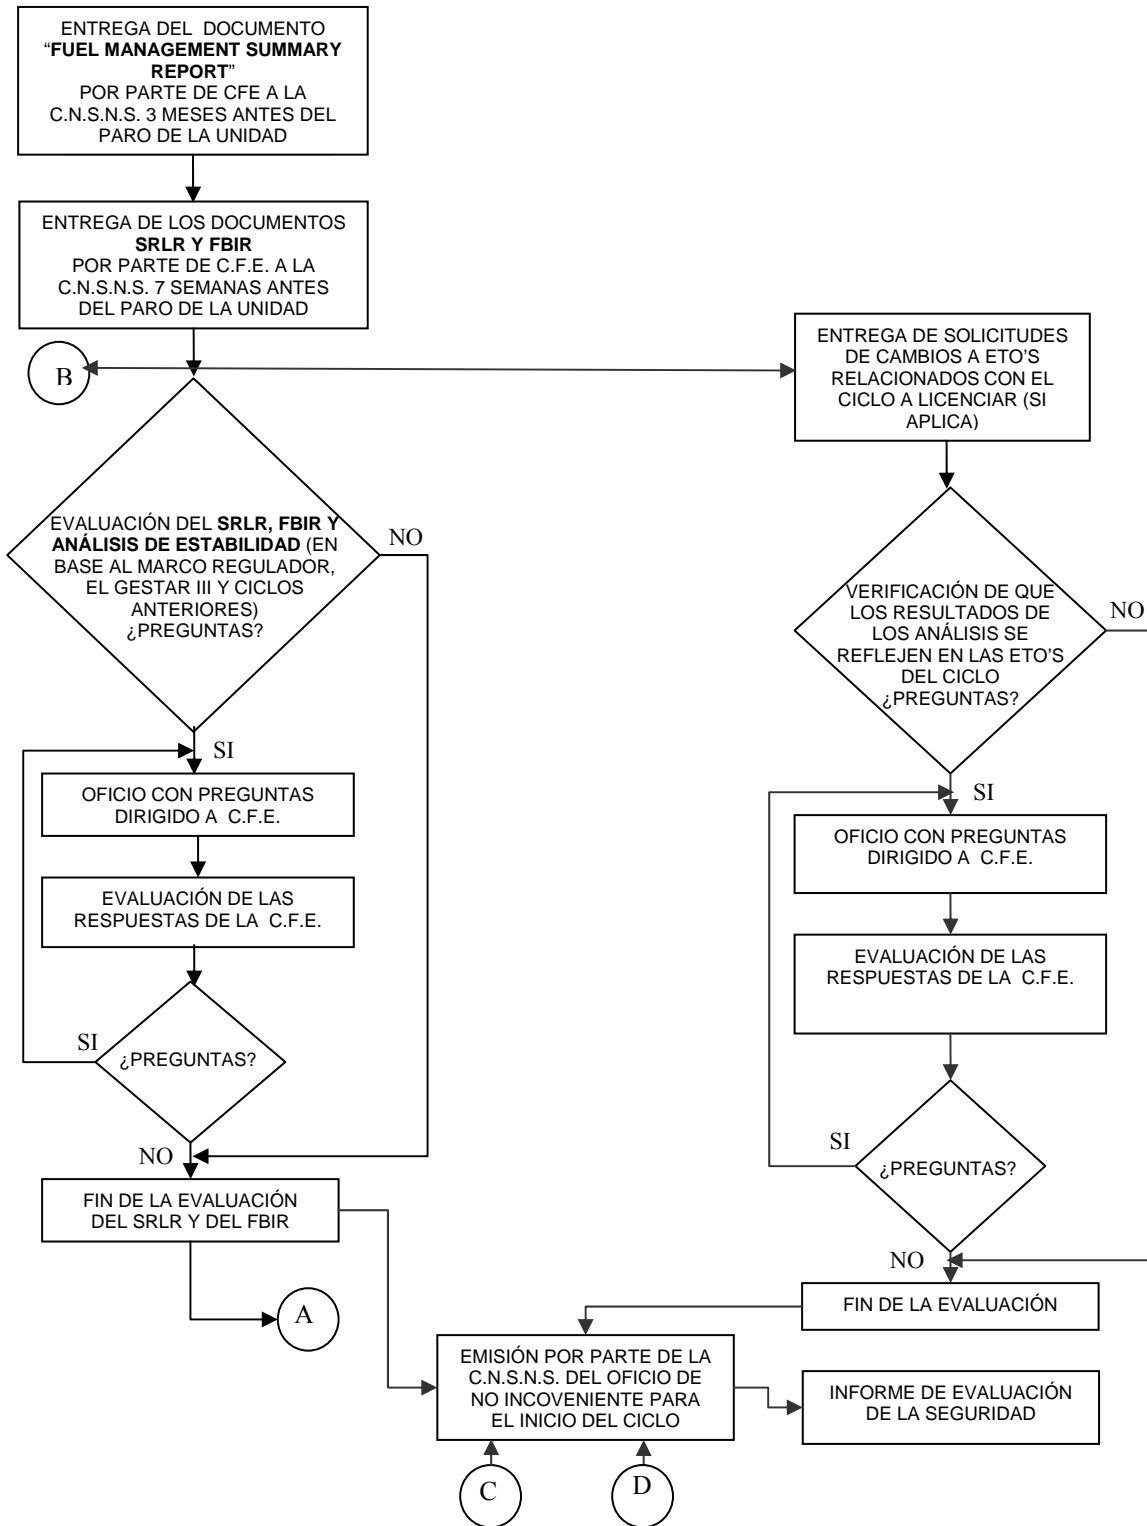 ENTREGA DEL DOCUMENTO
“FUEL MANAGEMENT SUMMARY
REPORT”
POR PARTE DE CFE A LA
C.N.S.N.S. 3 MESES ANTES DEL
PARO DE LA UNIDAD
ENTREGA DE LOS DOCUMENTOS
SRLR Y FBIR
POR PARTE DE C.F.E. A LA
C.N.S.N.S. 7 SEMANAS ANTES
DEL PARO DE LA UNIDAD
B
ENTREGA DE SOLICITUDES
DE CAMBIOS A ETO’S
RELACIONADOS CON EL
CICLO A LICENCIAR (SI
APLICA)
EVALUACIÓN DEL SRLR, FBIR Y
ANÁLISIS DE ESTABILIDAD (EN
BASE AL MARCO REGULADOR,
EL GESTAR III Y CICLOS
ANTERIORES)
¿PREGUNTAS?
NO
SI
OFICIO CON PREGUNTAS
DIRIGIDO A C.F.E.
EVALUACIÓN DE LAS
RESPUESTAS DE LA C.F.E.
SI
¿PREGUNTAS?
NO
FIN DE LA EVALUACIÓN
DEL SRLR Y DEL FBIR
A
VERIFICACIÓN DE QUE
LOS RESULTADOS DE
LOS ANÁLISIS SE
REFLEJEN EN LAS ETO’S
DEL CICLO
¿PREGUNTAS?
NO
SI
OFICIO CON PREGUNTAS
DIRIGIDO A C.F.E.
EVALUACIÓN DE LAS
RESPUESTAS DE LA C.F.E.
SI
¿PREGUNTAS?
NO
FIN DE LA EVALUACIÓN
EMISIÓN POR PARTE DE LA
C.N.S.N.S. DEL OFICIO DE
NO INCOVENIENTE PARA
EL INICIO DEL CICLO
INFORME DE EVALUACIÓN
DE LA SEGURIDAD
C
D